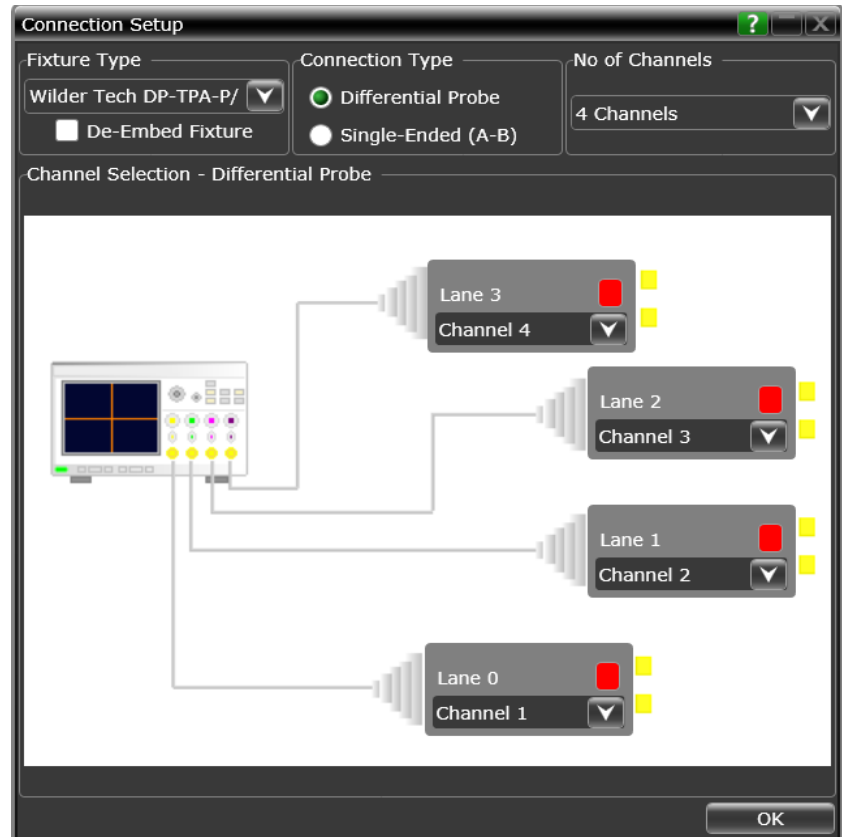 Connection Setup
?
X
Fixture Type
Connection Type
No of Channels
Wilder Tech DP-TPA-P/
Differential Probe
4 Channels
De-Embed Fixture
Single-Ended (A-B)
Channel Selection - Differential Probe
Lane 3
Channel 4
Lane 2
Channel 3
Lane 1
Channel 2
Lane 0
Channel 1
OK